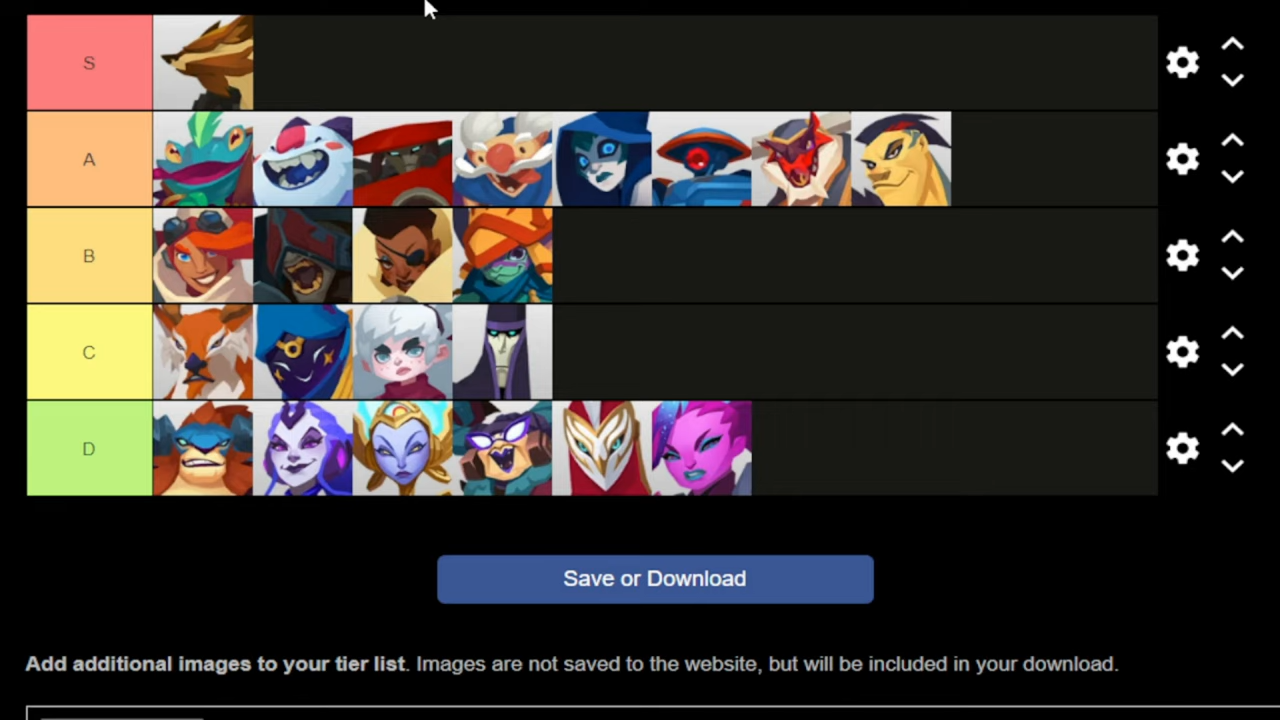 S
A
B
C
D
Save or Download
Add additional images to your tier list. Images are not saved to the website, but will be included in your download.